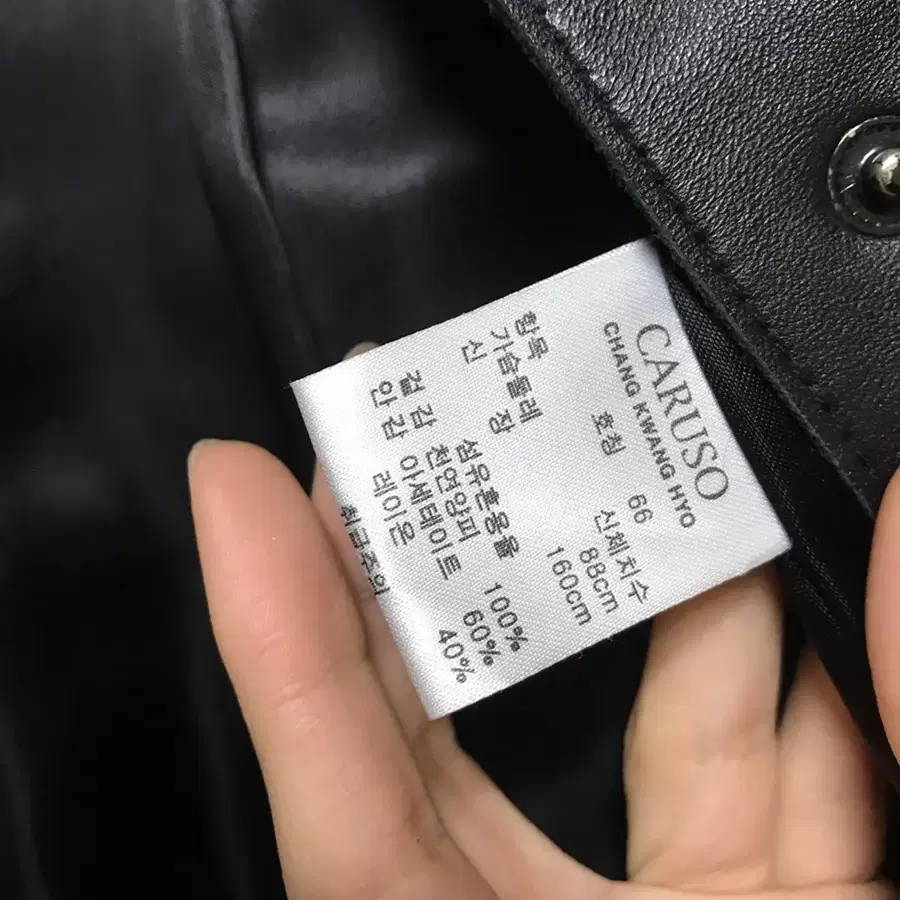 CARUSO
CHANG KWANG HYO
호칭 66
항목 신체치수
가슴둘레 88cm
신 장 160cm
섬유혼용율
겉감 천연양피 100%
안감 아세테이트 60%
레이온 40%
취급주의